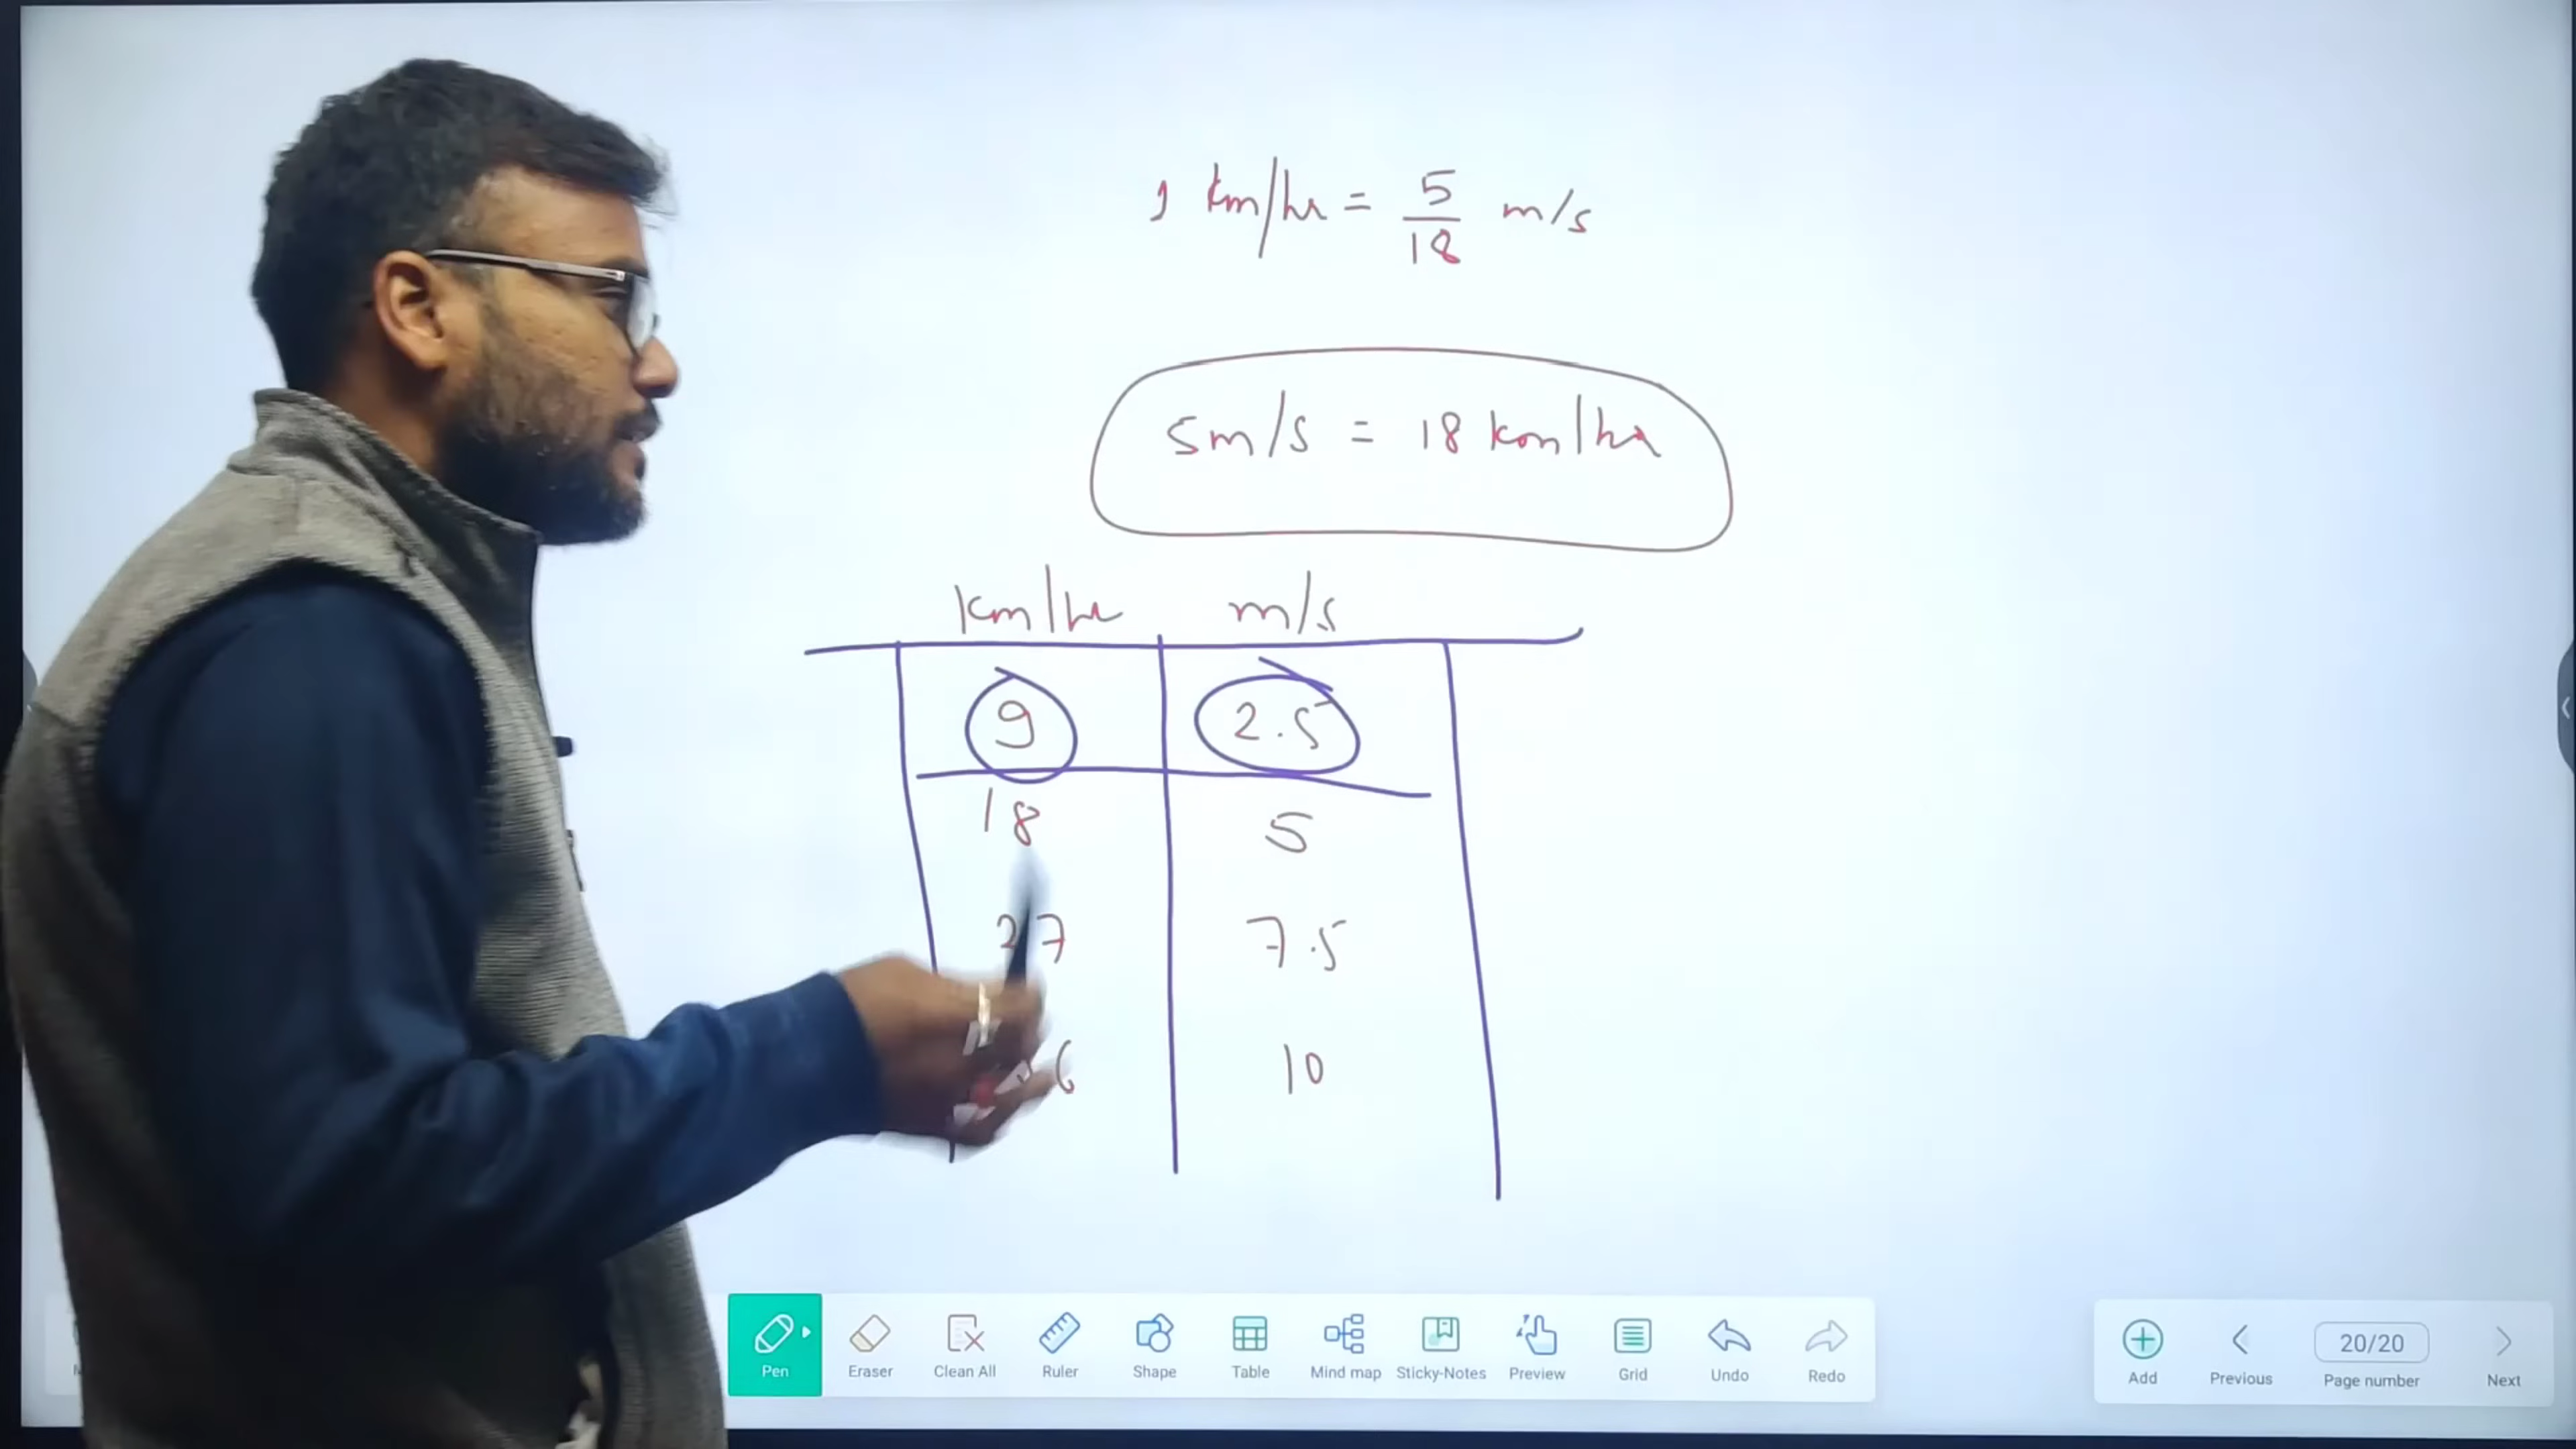 1 km/hr = 5/18 m/s
5m/s = 18 km/hr
km/hr m/s
9 2.5
18 5
27 7.5
6 10
Pen Eraser Clean All Ruler Shape Table Mind map Sticky-Notes Preview Grid Undo Redo
Add Previous 20/20 Page number Next